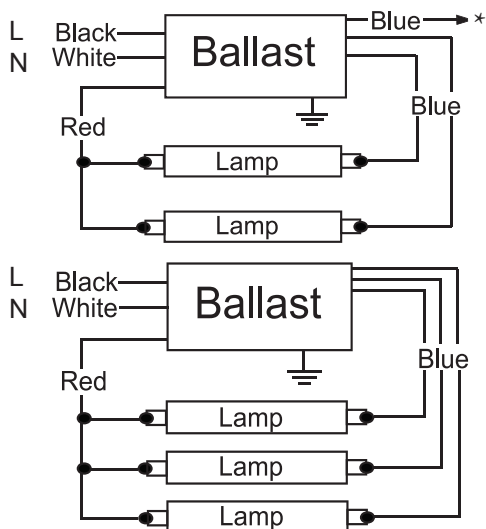 Blue *
L Black
Ballast
N White
Blue
Red
Lamp
Lamp
L Black
Ballast
N White
Blue
Red
Lamp
Lamp
Lamp